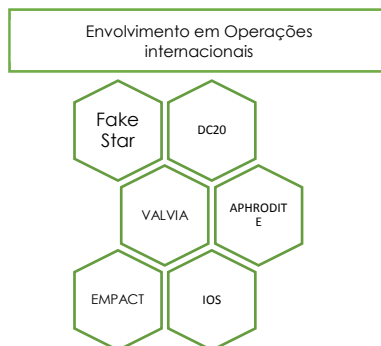 Envolvimento em Operações
internacionais
Fake
Star
DC20
VALVIA
APHRODIT
E
EMPACT
IOS